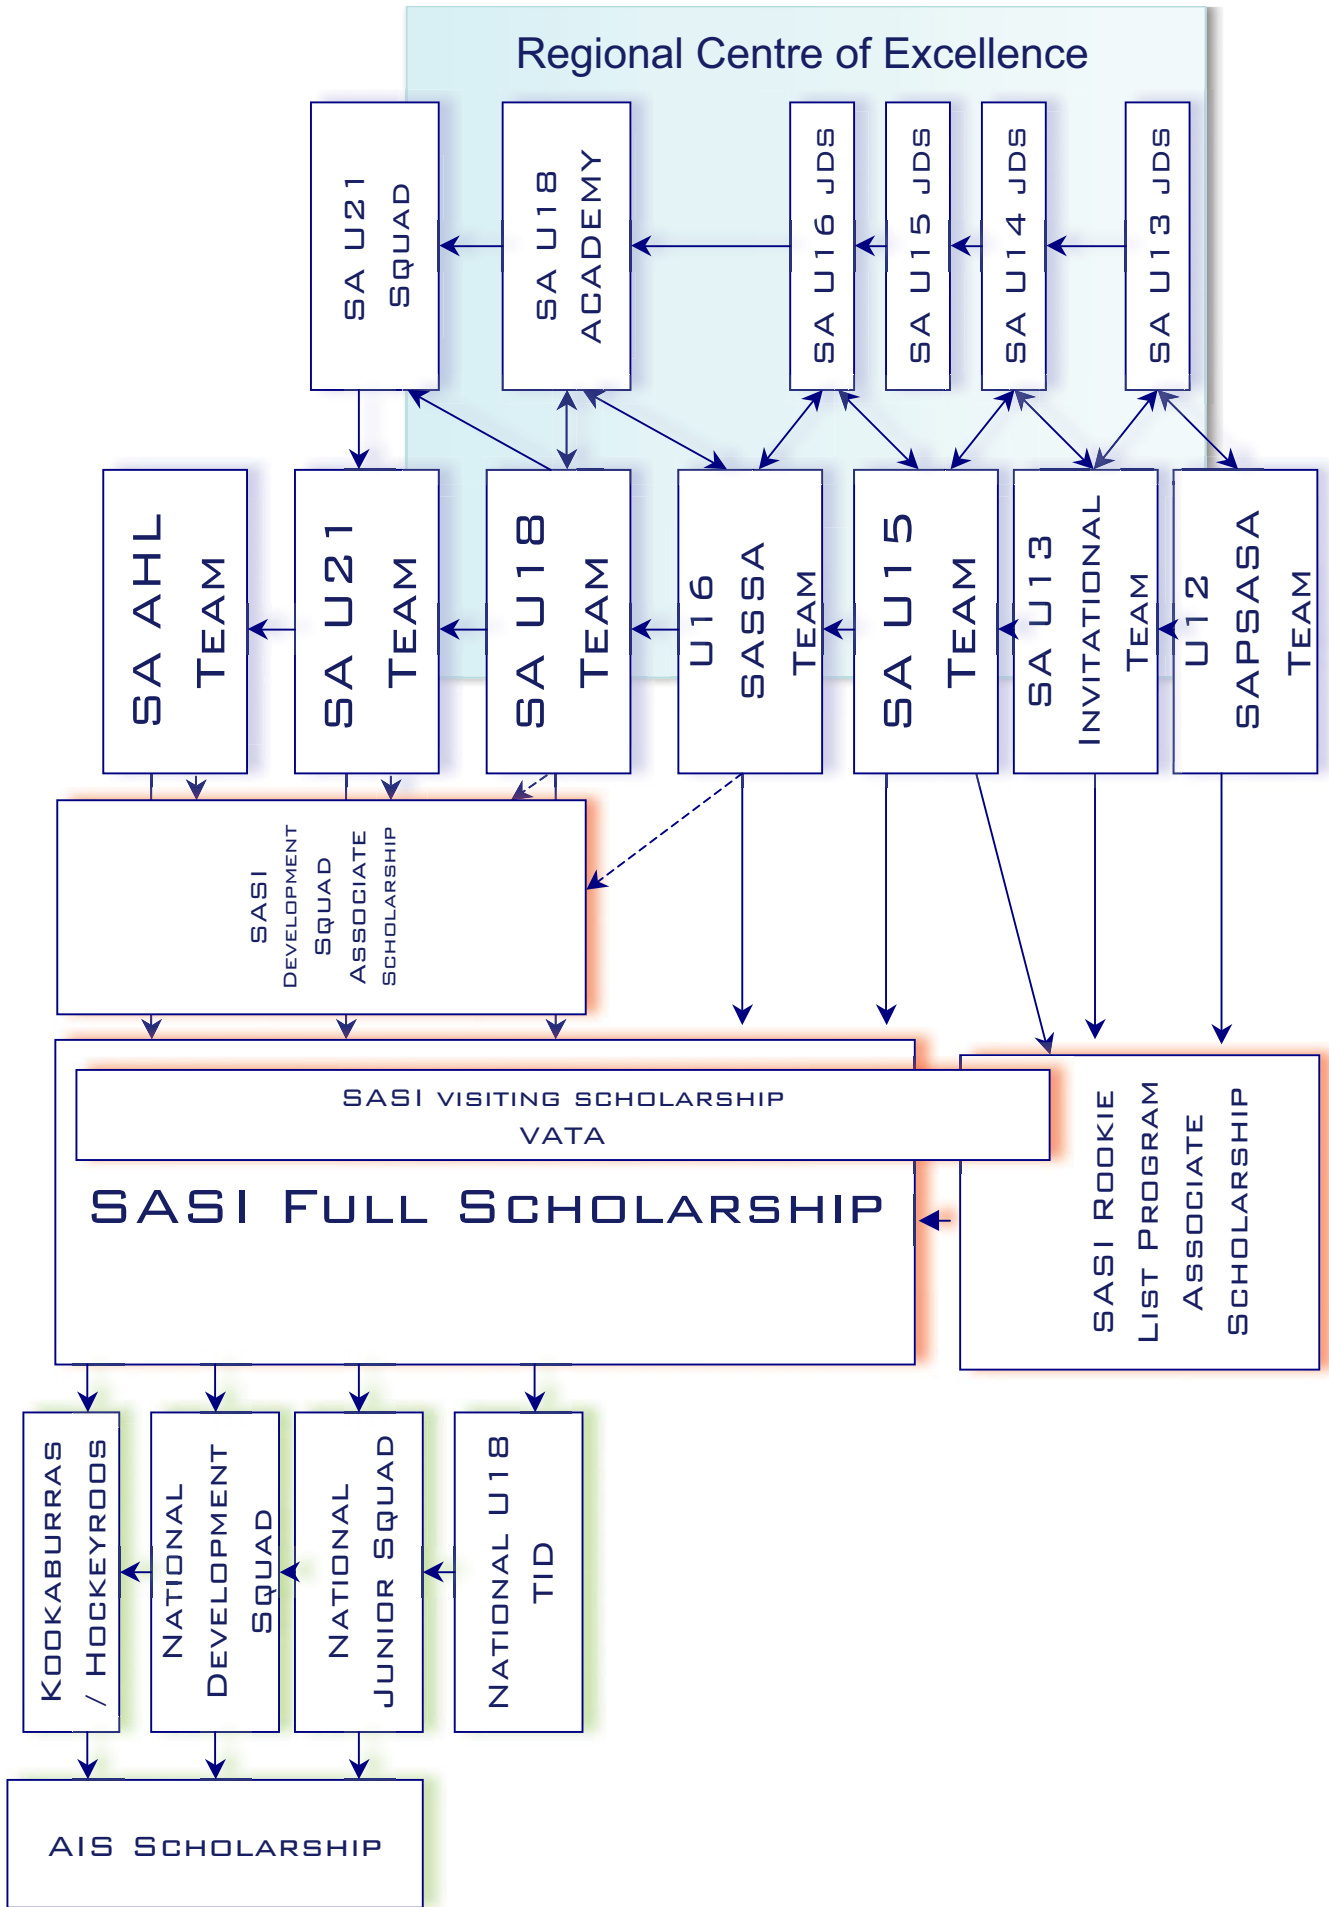 Regional Centre of Excellence
SA U21
SQUAD
SA U18
ACADEMY
SA U16 JDS
SA U15 JDS
SA U14 JDS
SA U13 JDS
SA AHL
TEAM
SA U21
TEAM
SA U18
TEAM
U16
SASSA
TEAM
SA U15
TEAM
SA U13
INVITATIONAL
TEAM
U12
SAPSASA
TEAM
SASI
DEVELOPMENT
SQUAD
ASSOCIATE
SCHOLARSHIP
SASI VISITING SCHOLARSHIP
VATA
SASI FULL SCHOLARSHIP
SASI ROOKIE
LIST PROGRAM
ASSOCIATE
SCHOLARSHIP
KOOKABURRAS
/ HOCKEYROOS
NATIONAL
DEVELOPMENT
SQUAD
NATIONAL
JUNIOR SQUAD
NATIONAL U18
TID
AIS SCHOLARSHIP